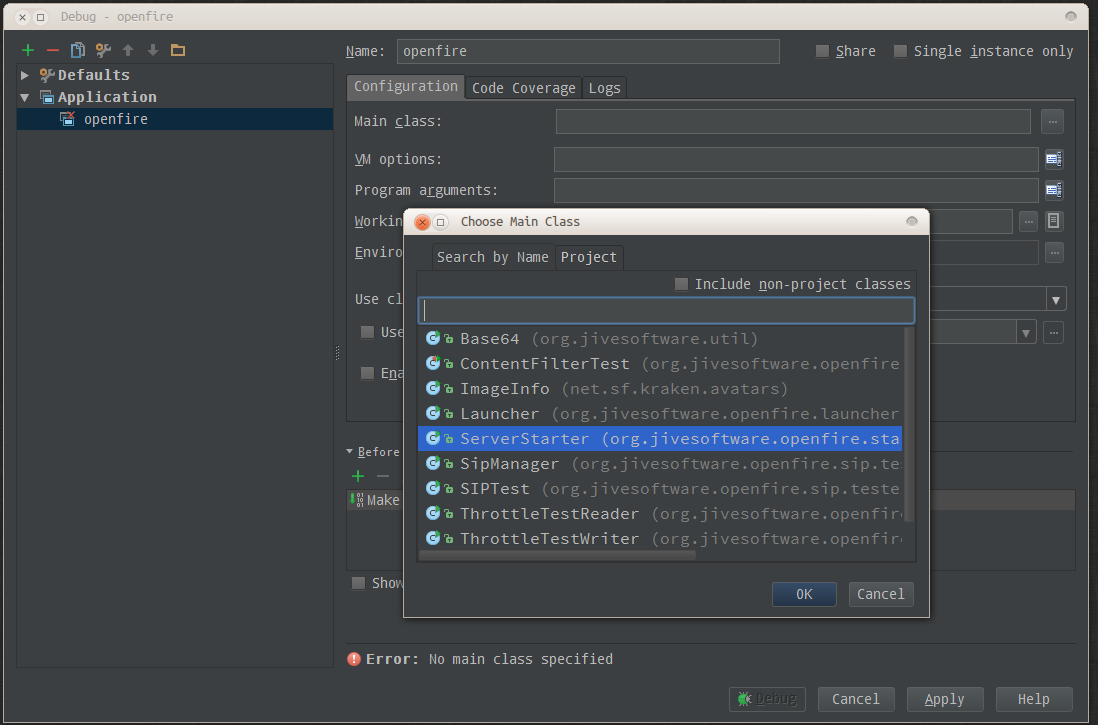 Debug - openfire
Name: openfire Share Single instance only
Defaults
Application
openfire
Configuration Code Coverage Logs
Main class:
VM options:
Program arguments:
Workin
Enviro
Use cl
Use
Ena
Before
Make
Show
Choose Main Class
Search by Name Project
Include non-project classes
Base64 (org.jivesoftware.util)
ContentFilterTest (org.jivesoftware.openfire
ImageInfo (net.sf.kraken.avatars)
Launcher (org.jivesoftware.openfire.launcher
ServerStarter (org.jivesoftware.openfire.sta
SipManager (org.jivesoftware.openfire.sip.te
SIPTest (org.jivesoftware.openfire.sip.teste
ThrottleTestReader (org.jivesoftware.openfir
ThrottleTestWriter (org.jivesoftware.openfir
OK Cancel
Error: No main class specified
Debug Cancel Apply Help